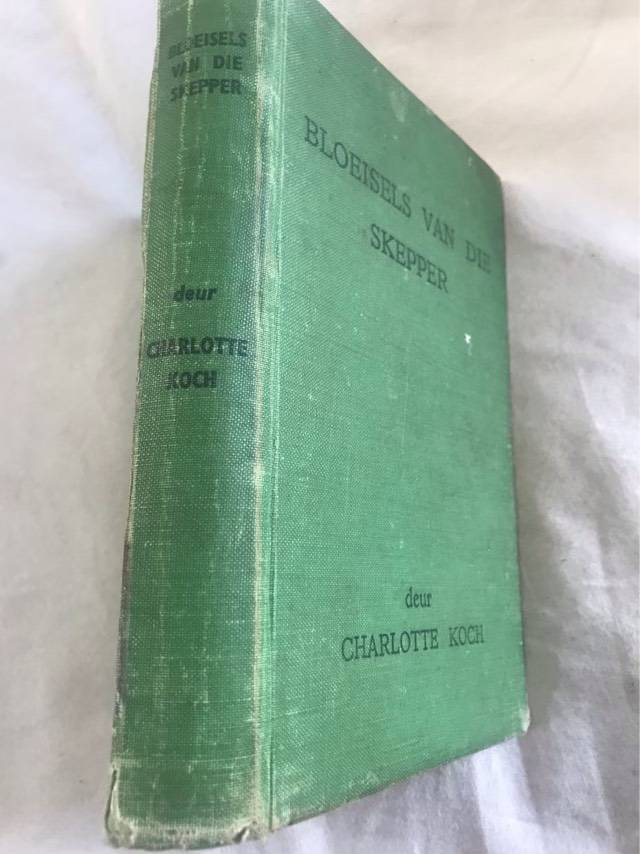 BLOEISELS
VAN DIE
SKEPPER
deur
CHARLOTTE
KOCH
BLOEISELS VAN DIE
SKEPPER
deur
CHARLOTTE KOCH